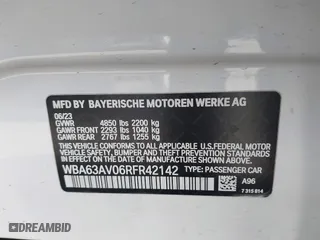 MFD BY BAYERISCHE MOTOREN WERKE AG
06/23
GVWR 4850 lbs 2200 kg
GAWR FRONT 2293 lbs 1040 kg
GAWR REAR 2767 lbs 1255 kg
THIS VEHICLE CONFORMS TO ALL APPLICABLE FEDERAL
MOTOR VEHICLE SAFETY, BUMPER, AND THEFT PREVENTION
STANDARDS IN EFFECT ON THE DATE OF MANUFACTURE
SHOWN ABOVE.
WBA63AV06RFR42142 TYPE: PASSENGER CAR
A96
7 315 814
DREAMBID